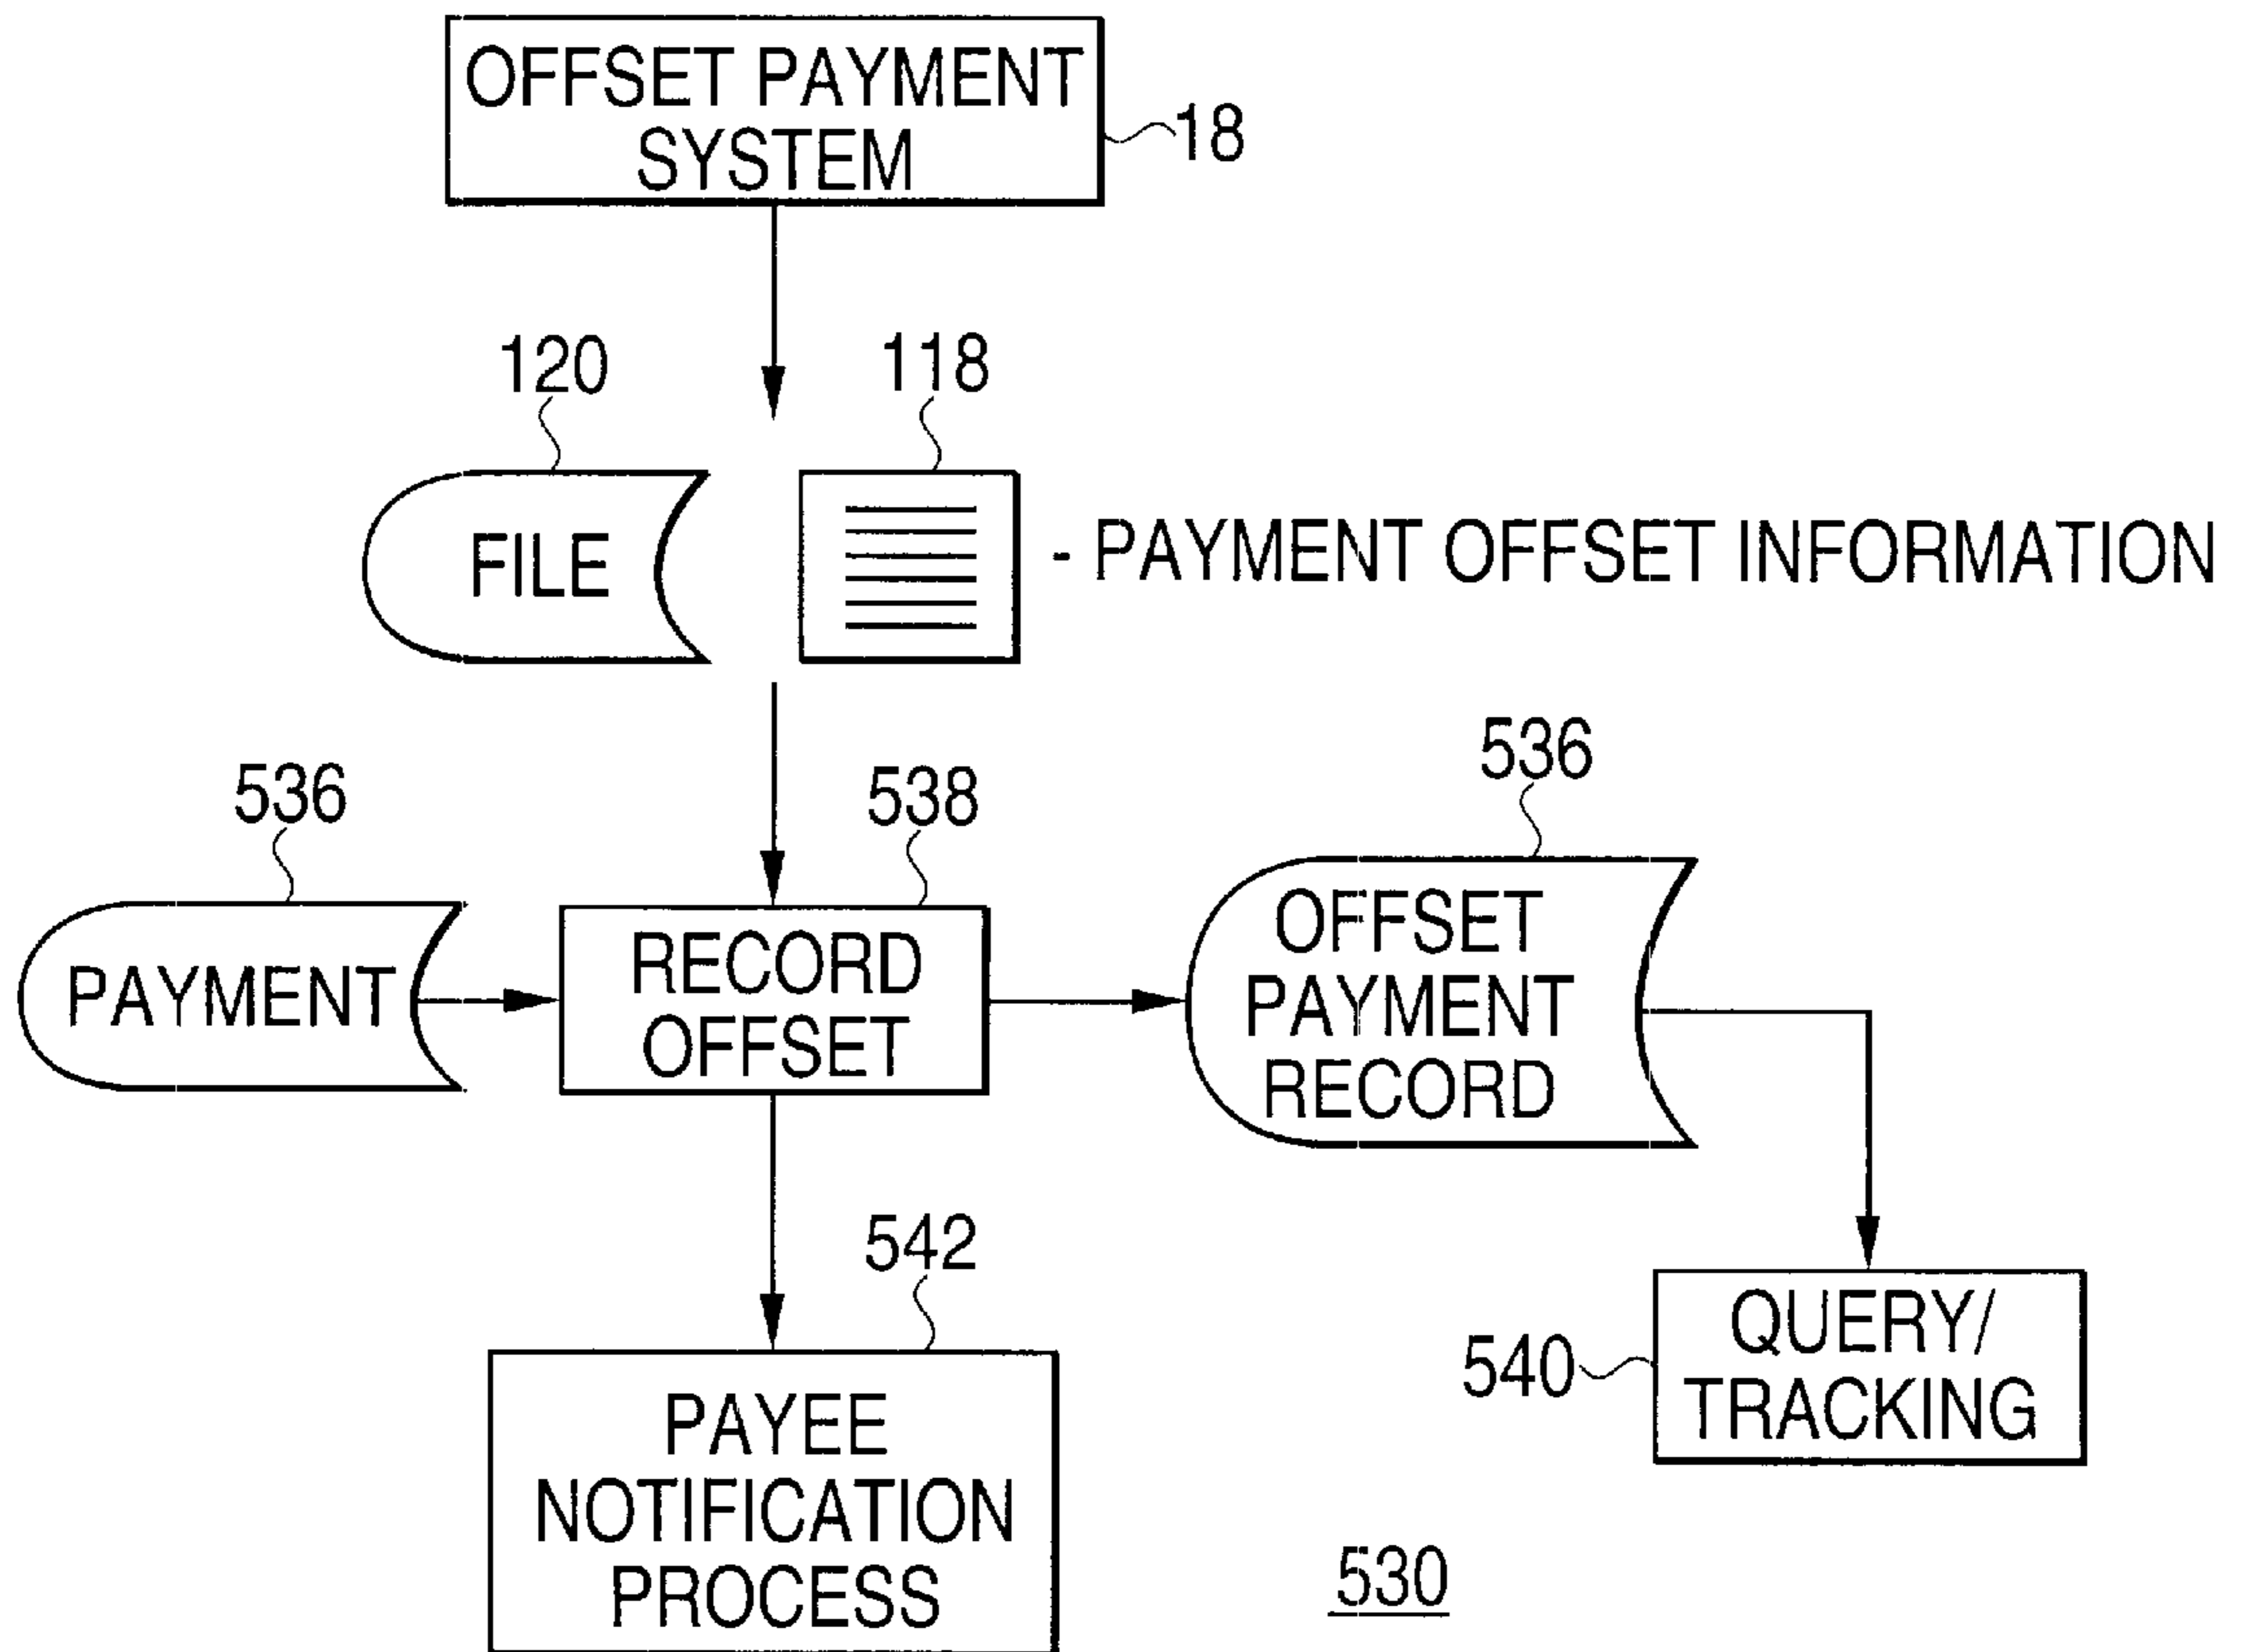 OFFSET PAYMENT
SYSTEM
18
120
118
FILE
- PAYMENT OFFSET INFORMATION
536
538
536
PAYMENT
RECORD
OFFSET
OFFSET
PAYMENT
RECORD
542
540
QUERY/
TRACKING
PAYEE
NOTIFICATION
PROCESS
530